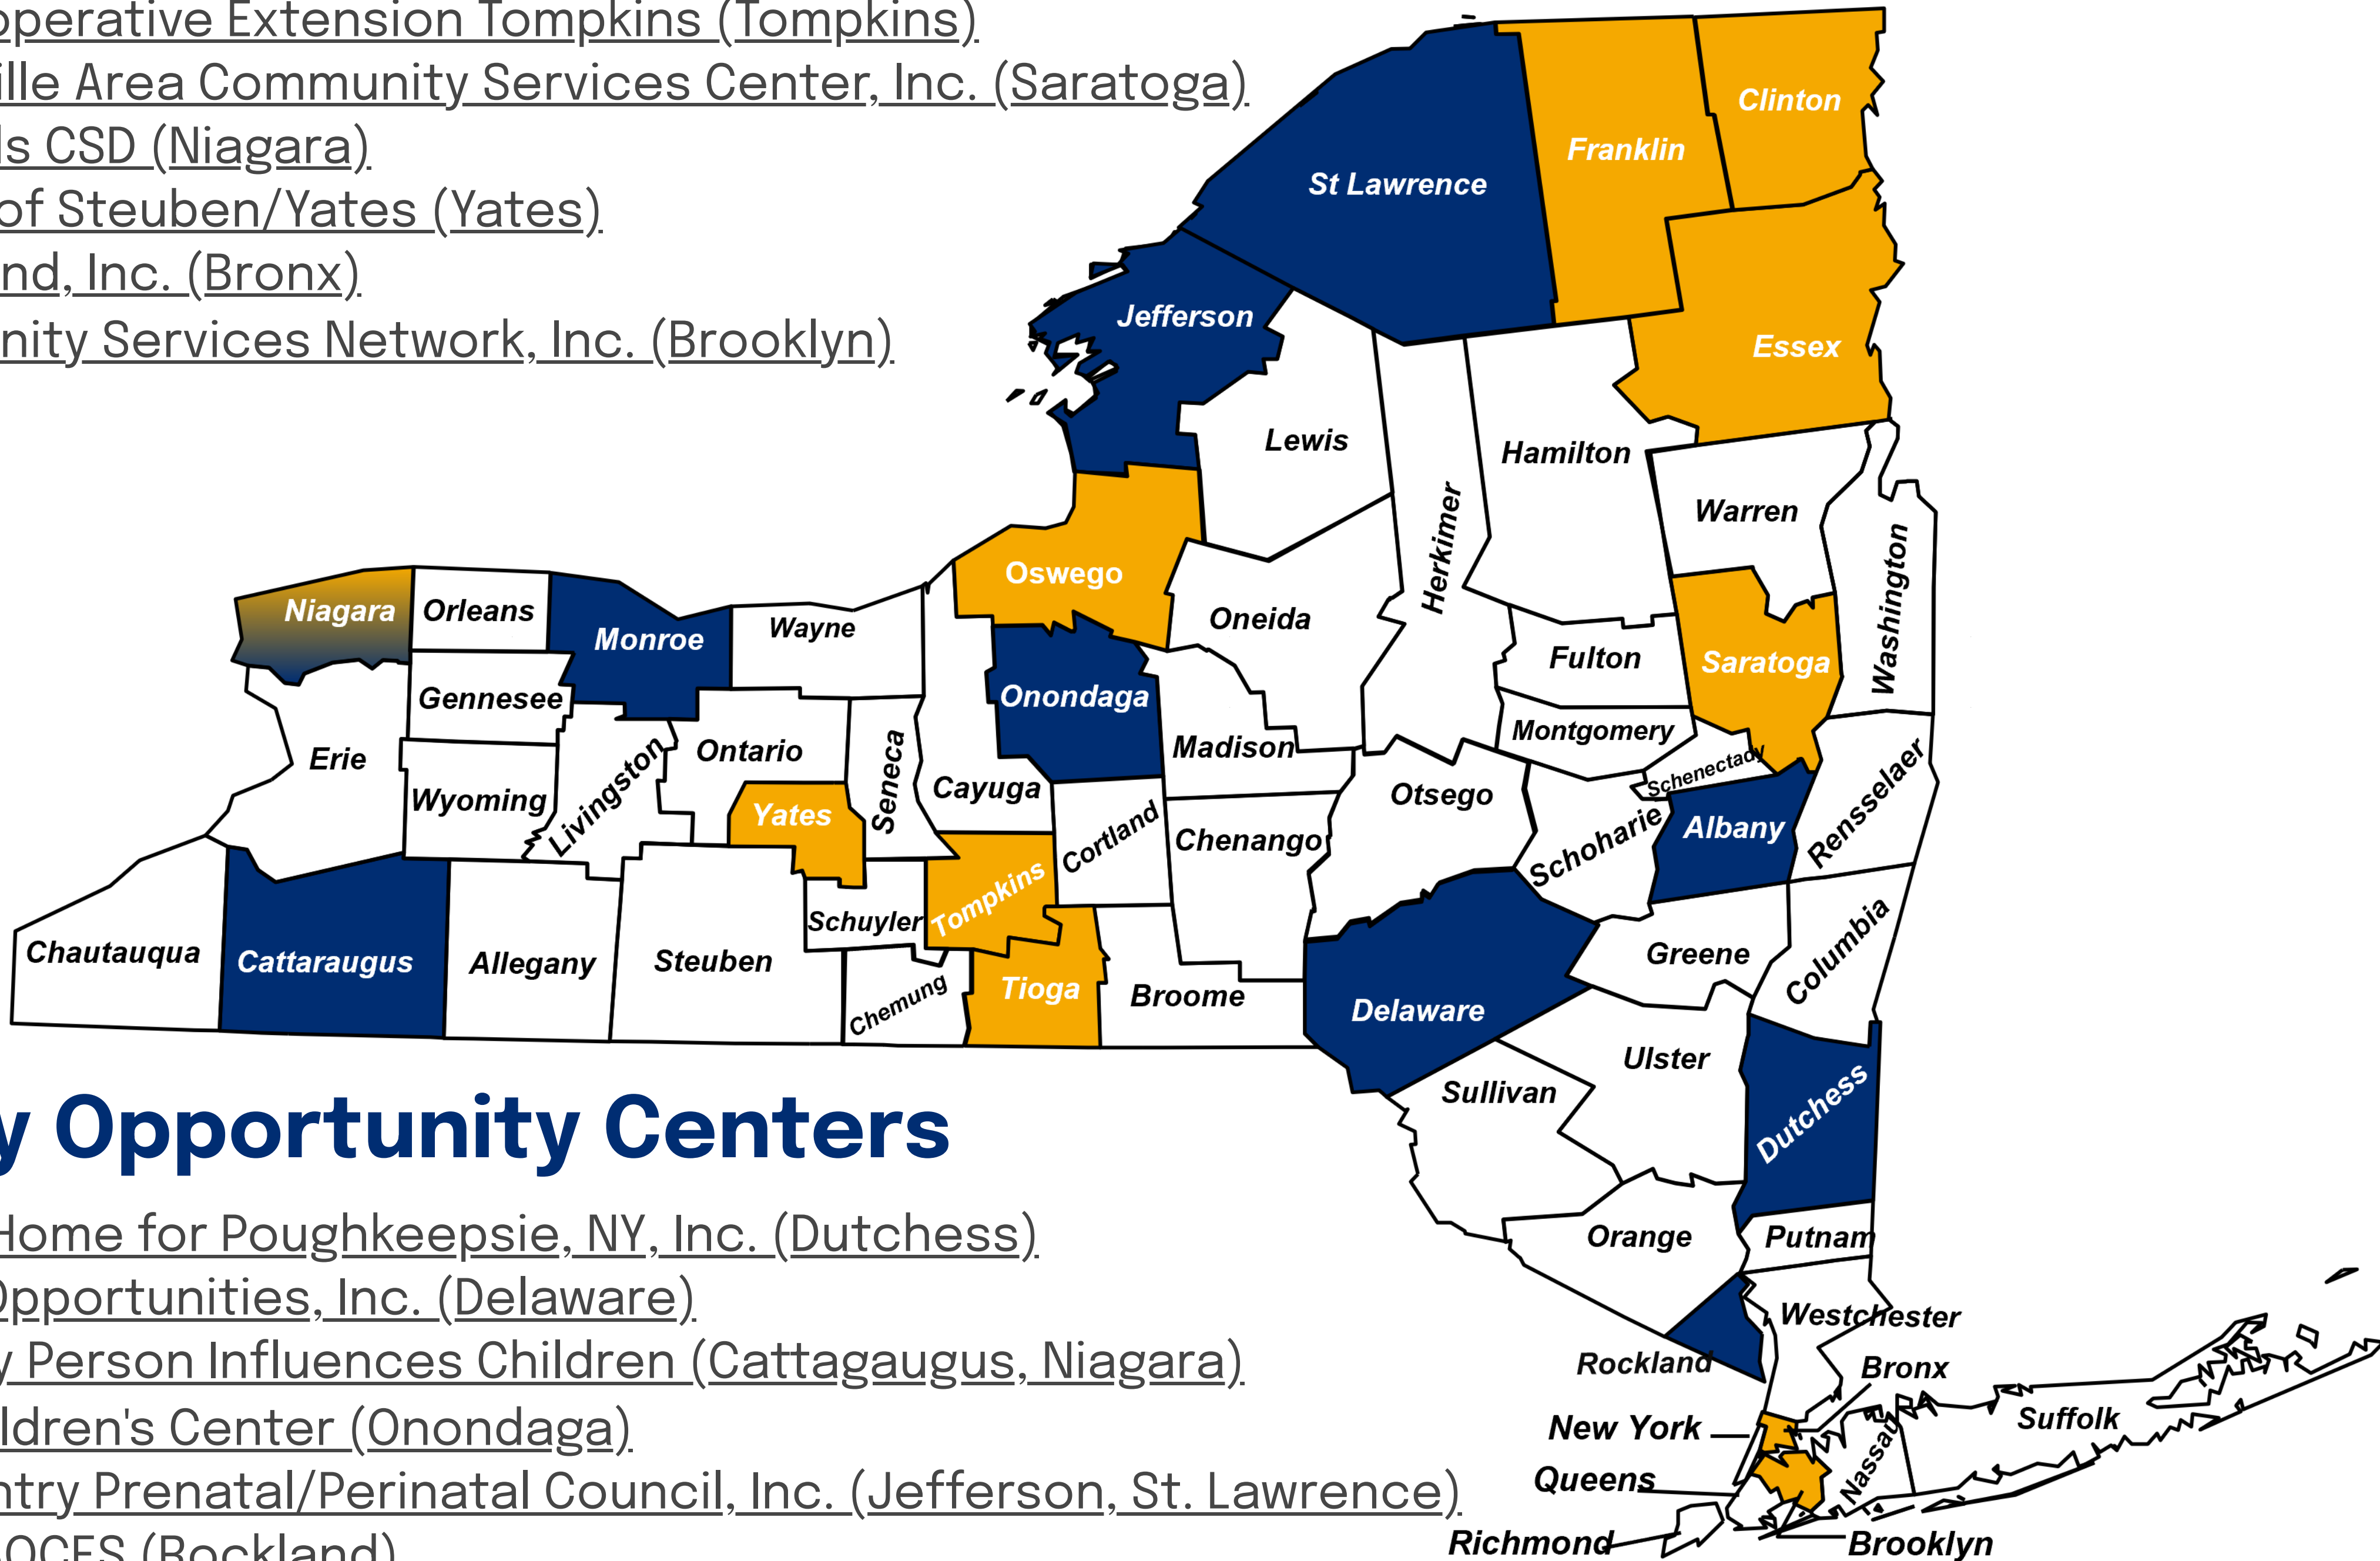 operative Extension Tompkins (Tompkins)
ille Area Community Services Center, Inc. (Saratoga)
ls CSD (Niagara)
of Steuben/Yates (Yates)
nd, Inc. (Bronx)
nity Services Network, Inc. (Brooklyn)
Clinton
Franklin
St Lawrence
Jefferson
Essex
Lewis
Hamilton
Herkimer
Warren
Washington
Oswego
Niagara
Orleans
Monroe
Wayne
Oneida
Fulton
Saratoga
Gennesee
Onondaga
Montgomery
Erie
Ontario
Seneca
Madison
Schenectady
Livingston
Wyoming
Yates
Cayuga
Otsego
Rensselaer
Cortland
Chenango
Schoharie
Albany
Tompkins
Schuyler
Chautauqua
Cattaraugus
Allegany
Steuben
Greene
Columbia
Chemung
Tioga
Broome
Delaware
Ulster
Sullivan
Dutchess
y Opportunity Centers
Home for Poughkeepsie, NY, Inc. (Dutchess)
Opportunities, Inc. (Delaware)
y Person Influences Children (Cattagaugus, Niagara)
ildren's Center (Onondaga)
ntry Prenatal/Perinatal Council, Inc. (Jefferson, St. Lawrence)
BOCES (Rockland)
Orange
Putnam
Westchester
Rockland
Bronx
New York
Suffolk
Nassau
Queens
Richmond
Brooklyn